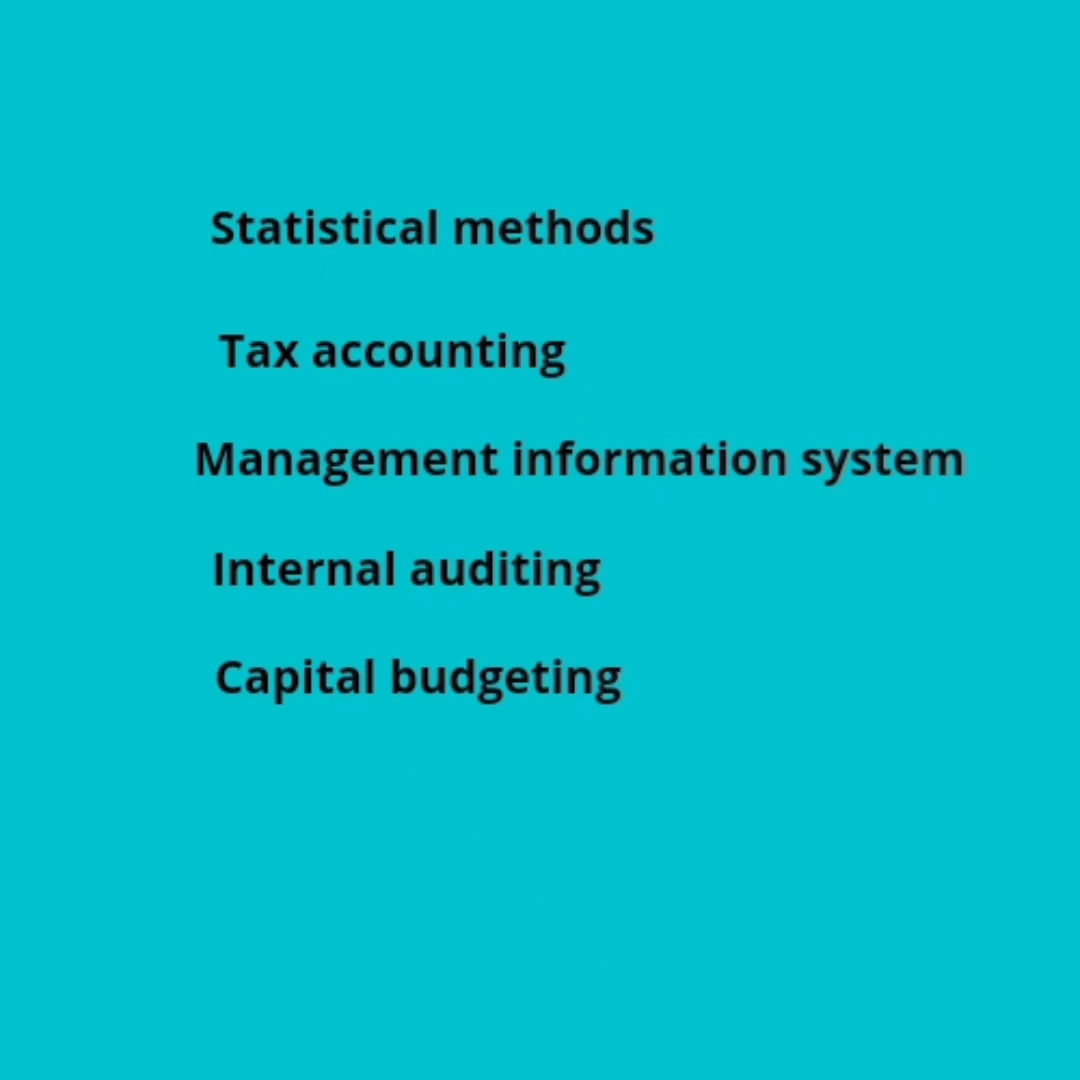 Statistical methods
Tax accounting
Management information system
Internal auditing
Capital budgeting